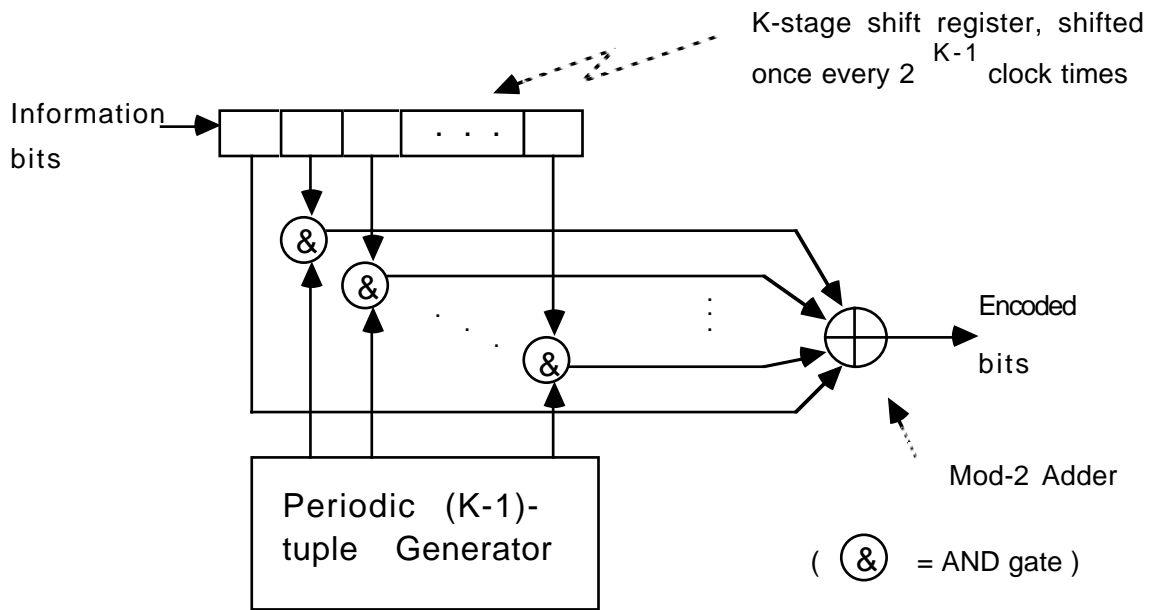 K-stage shift register, shifted
once every 2 K-1 clock times
Information
bits
. . .
&
&
&
Encoded
bits
Mod-2 Adder
Periodic (K-1)-
tuple Generator
( & = AND gate )